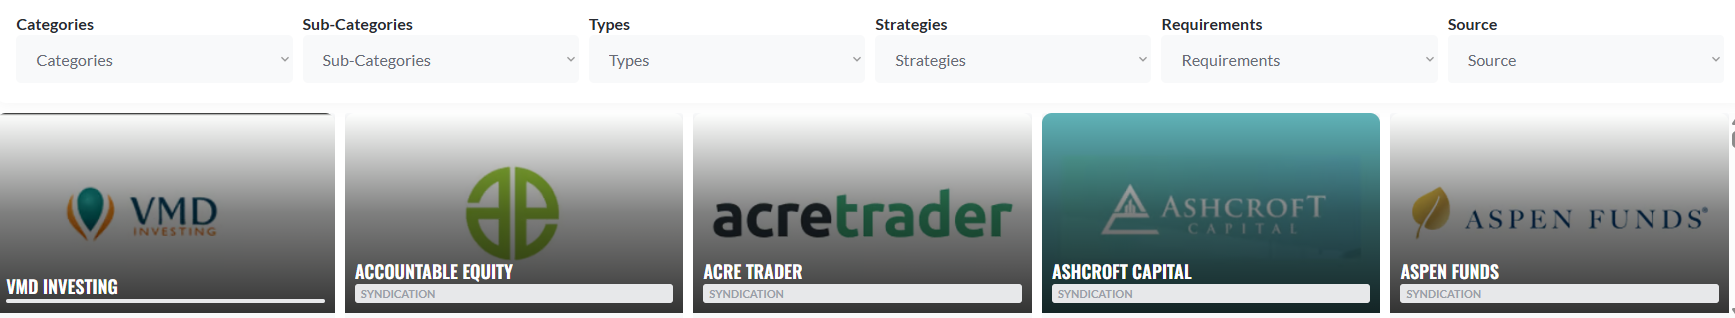 Categories Sub-Categories Types Strategies Requirements Source
Categories Sub-Categories Types Strategies Requirements Source
VMD
INVESTING
acretrader
ASHCROFT
CAPITAL
ASPEN FUNDS®
VMD INVESTING
ACCOUNTABLE EQUITY
SYNDICATION
ACRE TRADER
SYNDICATION
ASHCROFT CAPITAL
SYNDICATION
ASPEN FUNDS
SYNDICATION